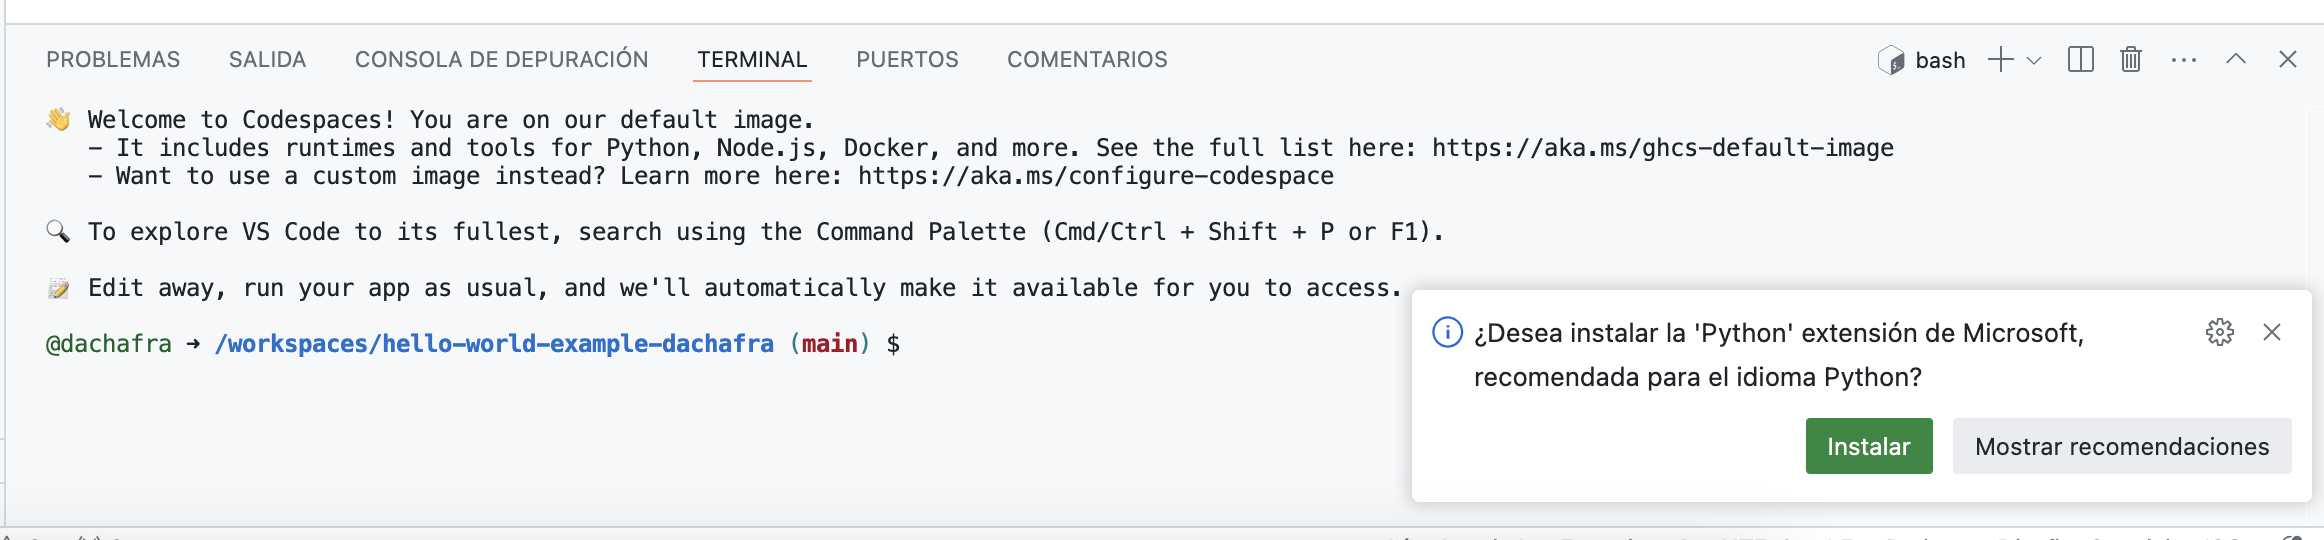 PROBLEMAS SALIDA CONSOLA DE DEPURACIÓN TERMINAL PUERTOS COMENTARIOS bash
👋 Welcome to Codespaces! You are on our default image.
– It includes runtimes and tools for Python, Node.js, Docker, and more. See the full list here: https://aka.ms/ghcs-default-image
– Want to use a custom image instead? Learn more here: https://aka.ms/configure-codespace
🔍 To explore VS Code to its fullest, search using the Command Palette (Cmd/Ctrl + Shift + P or F1).
📝 Edit away, run your app as usual, and we'll automatically make it available for you to access.
@dachafra ➜ /workspaces/hello-world-example-dachafra (main) $
¿Desea instalar la 'Python' extensión de Microsoft,
recomendada para el idioma Python?
Instalar Mostrar recomendaciones